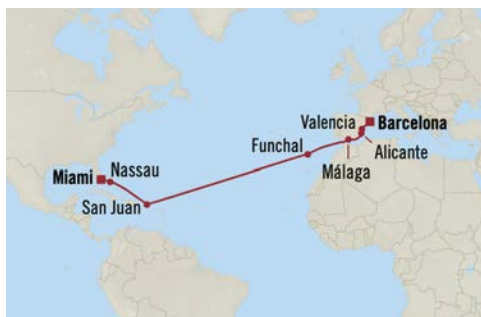 Valencia
Barcelona
Funchal
Alicante
Málaga
Miami
Nassau
San Juan